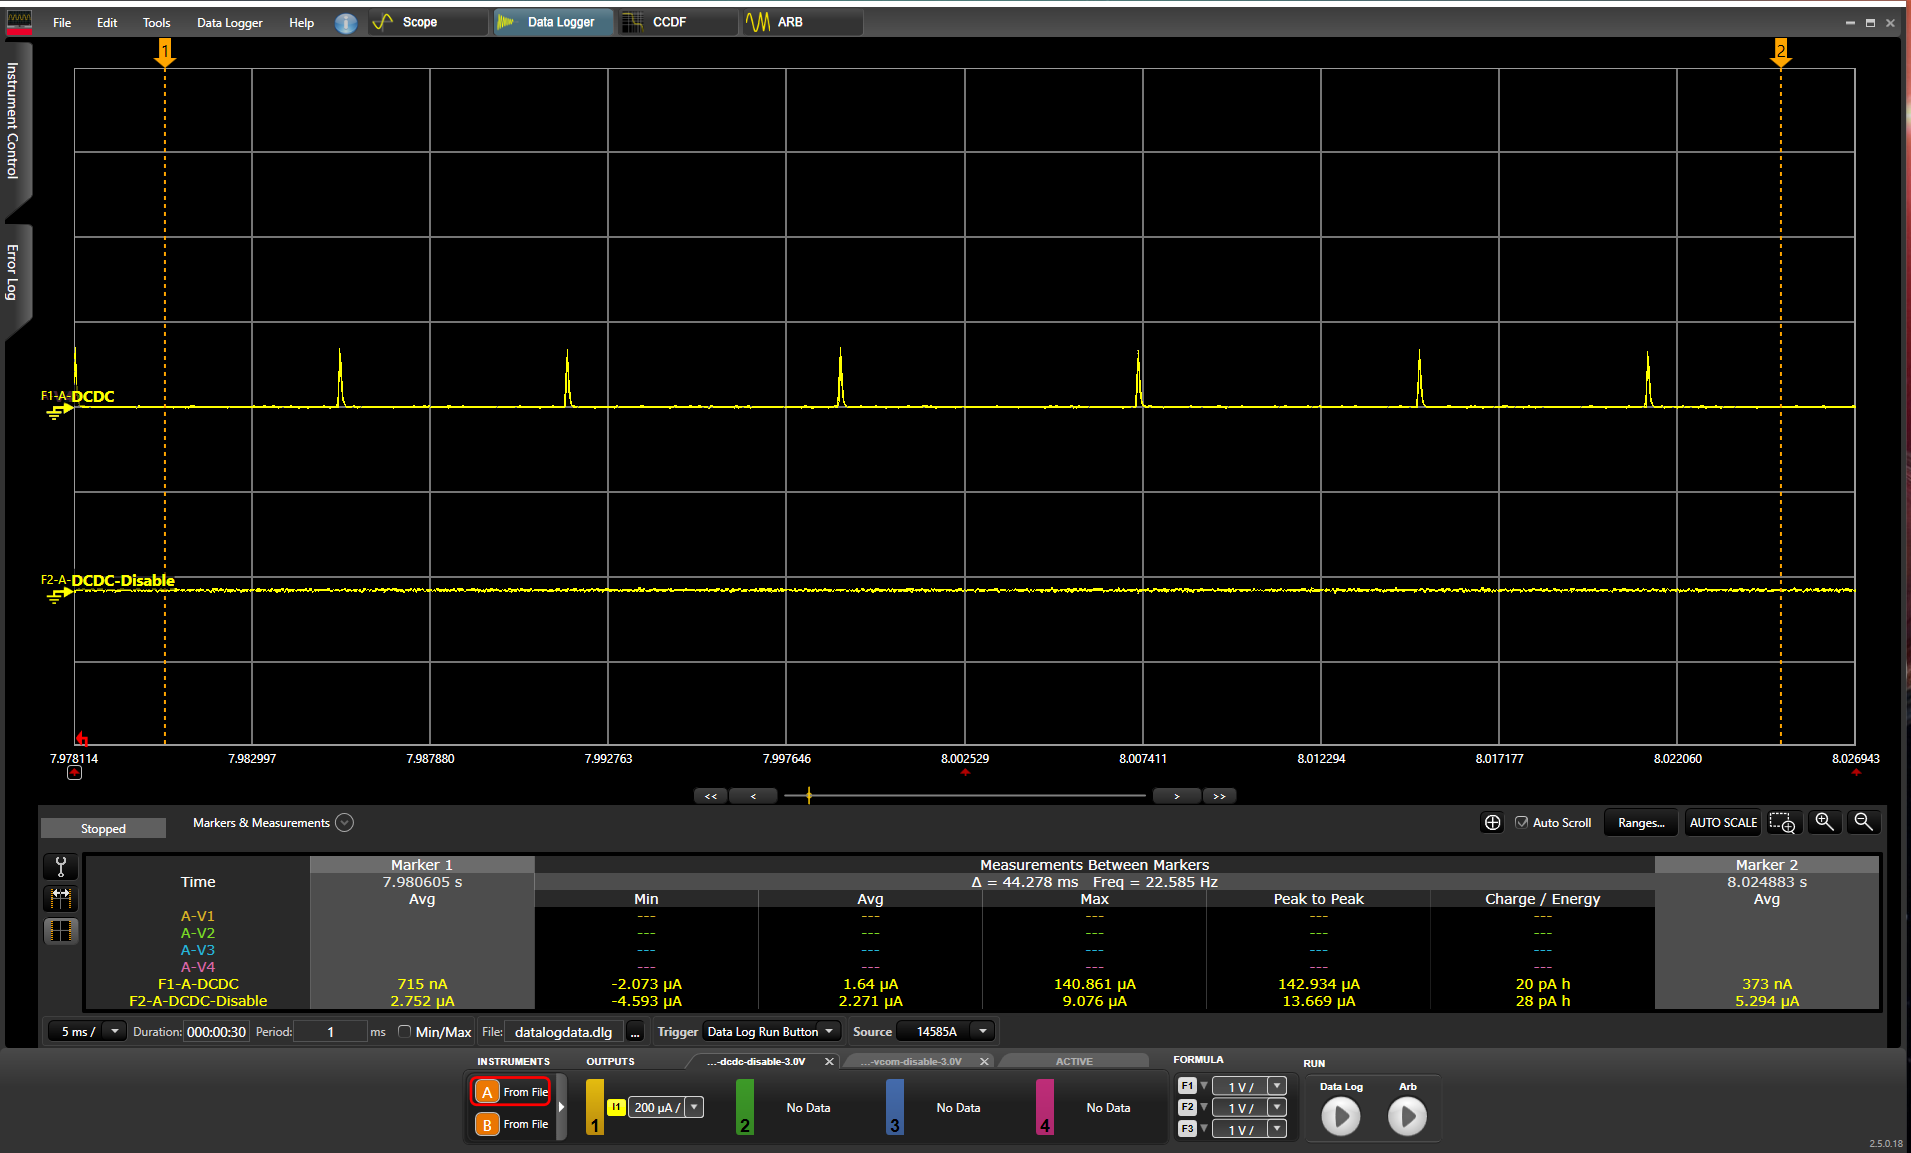 File Edit Tools Data Logger Help Scope Data Logger CCDF ARB
Instrument Control
Error Log
1 2
F1-A-DCDC
F2-A-DCDC-Disable
7.978114 7.982997 7.987880 7.992763 7.997646 8.002529 8.007411 8.012294 8.017177 8.022060 8.026943
<< < > >>
Stopped Markers & Measurements Auto Scroll Ranges... AUTO SCALE
Marker 1 Measurements Between Markers Marker 2
Time 7.980605 s Δ = 44.278 ms Freq = 22.585 Hz 8.024883 s
Avg Min Avg Max Peak to Peak Charge / Energy Avg
A-V1 --- --- --- --- ---
A-V2 --- --- --- --- ---
A-V3 --- --- --- --- ---
A-V4 --- --- --- --- ---
F1-A-DCDC 715 nA -2.073 µA 1.64 µA 140.861 µA 142.934 µA 20 pA h 373 nA
F2-A-DCDC-Disable 2.752 µA -4.593 µA 2.271 µA 9.076 µA 13.669 µA 28 pA h 5.294 µA
5 ms / Duration: 000:00:30 Period: 1 ms Min/Max File: datalogdata.dlg ... Trigger Data Log Run Button Source 14585A
INSTRUMENTS OUTPUTS ...-dcdc-disable-3.0V ...-vcom-disable-3.0V ACTIVE FORMULA RUN
A From File 1 I1 200 µA / 2 No Data 3 No Data 4 No Data F1 1 V / Data Log Arb
F2 1 V /
B From File F3 1 V /
2.5.0.18